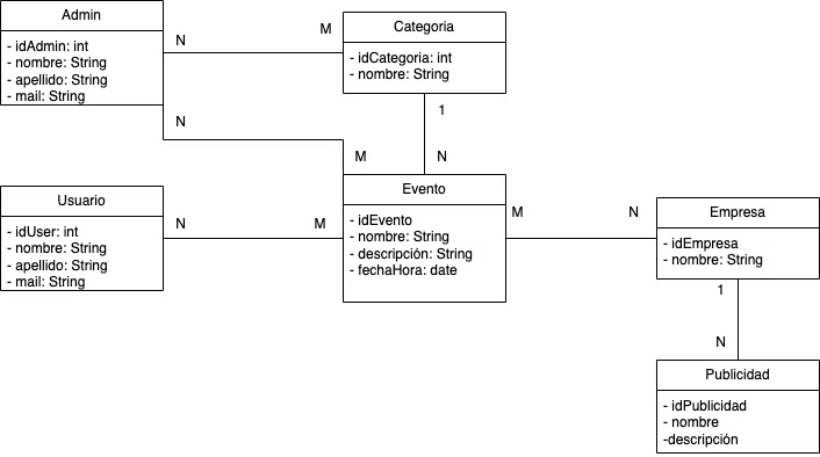 Admin
- idAdmin: int
- nombre: String
- apellido: String
- mail: String
N
M
Categoria
- idCategoria: int
- nombre: String
N
M
1
N
Usuario
- idUser: int
- nombre: String
- apellido: String
- mail: String
N
M
Evento
- idEvento
- nombre: String
- descripción: String
- fechaHora: date
M
N
Empresa
- idEmpresa
- nombre: String
1
N
Publicidad
- idPublicidad
- nombre
-descripción